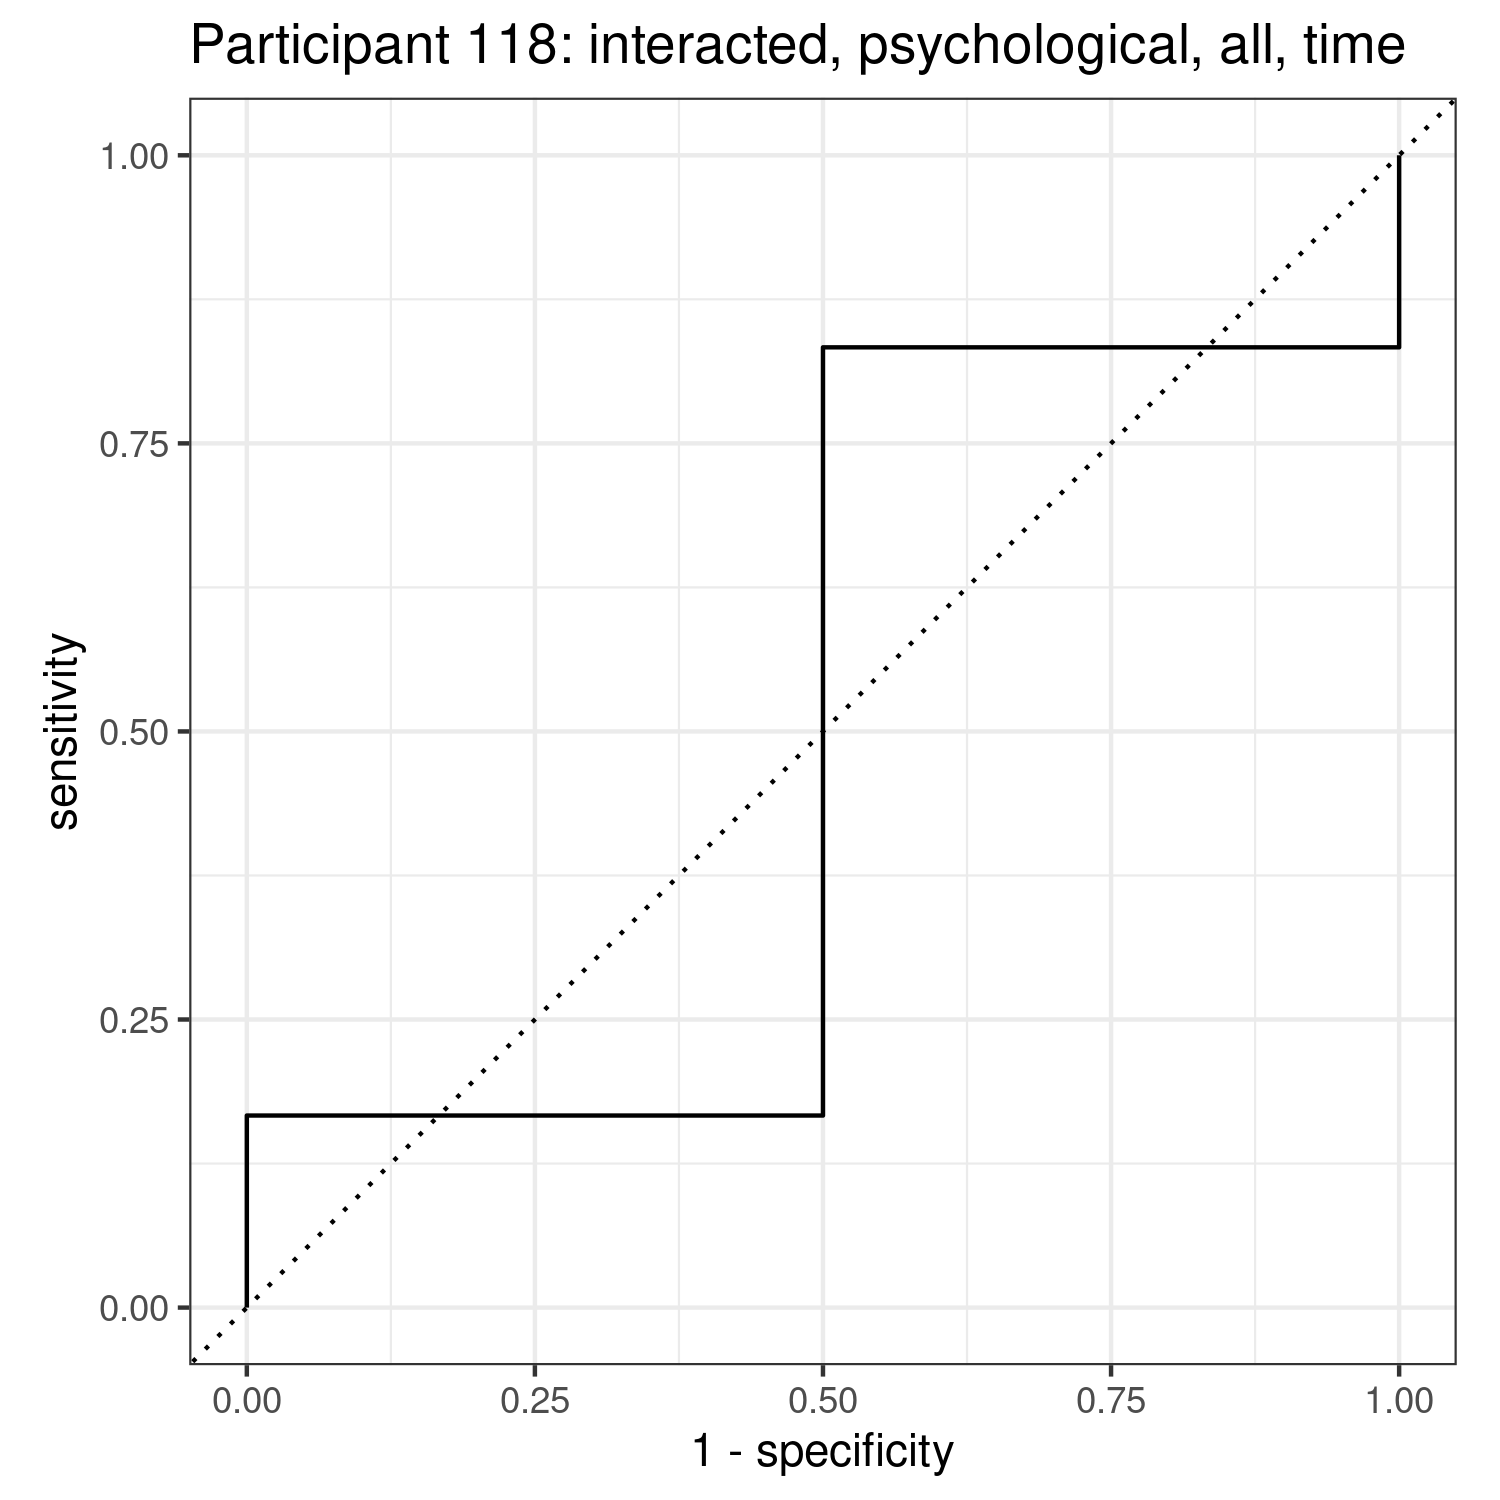 Participant 118: interacted, psychological, all, time
1.00
0.75
0.50
0.25
0.00
sensitivity
0.00 0.25 0.50 0.75 1.00
1 - specificity